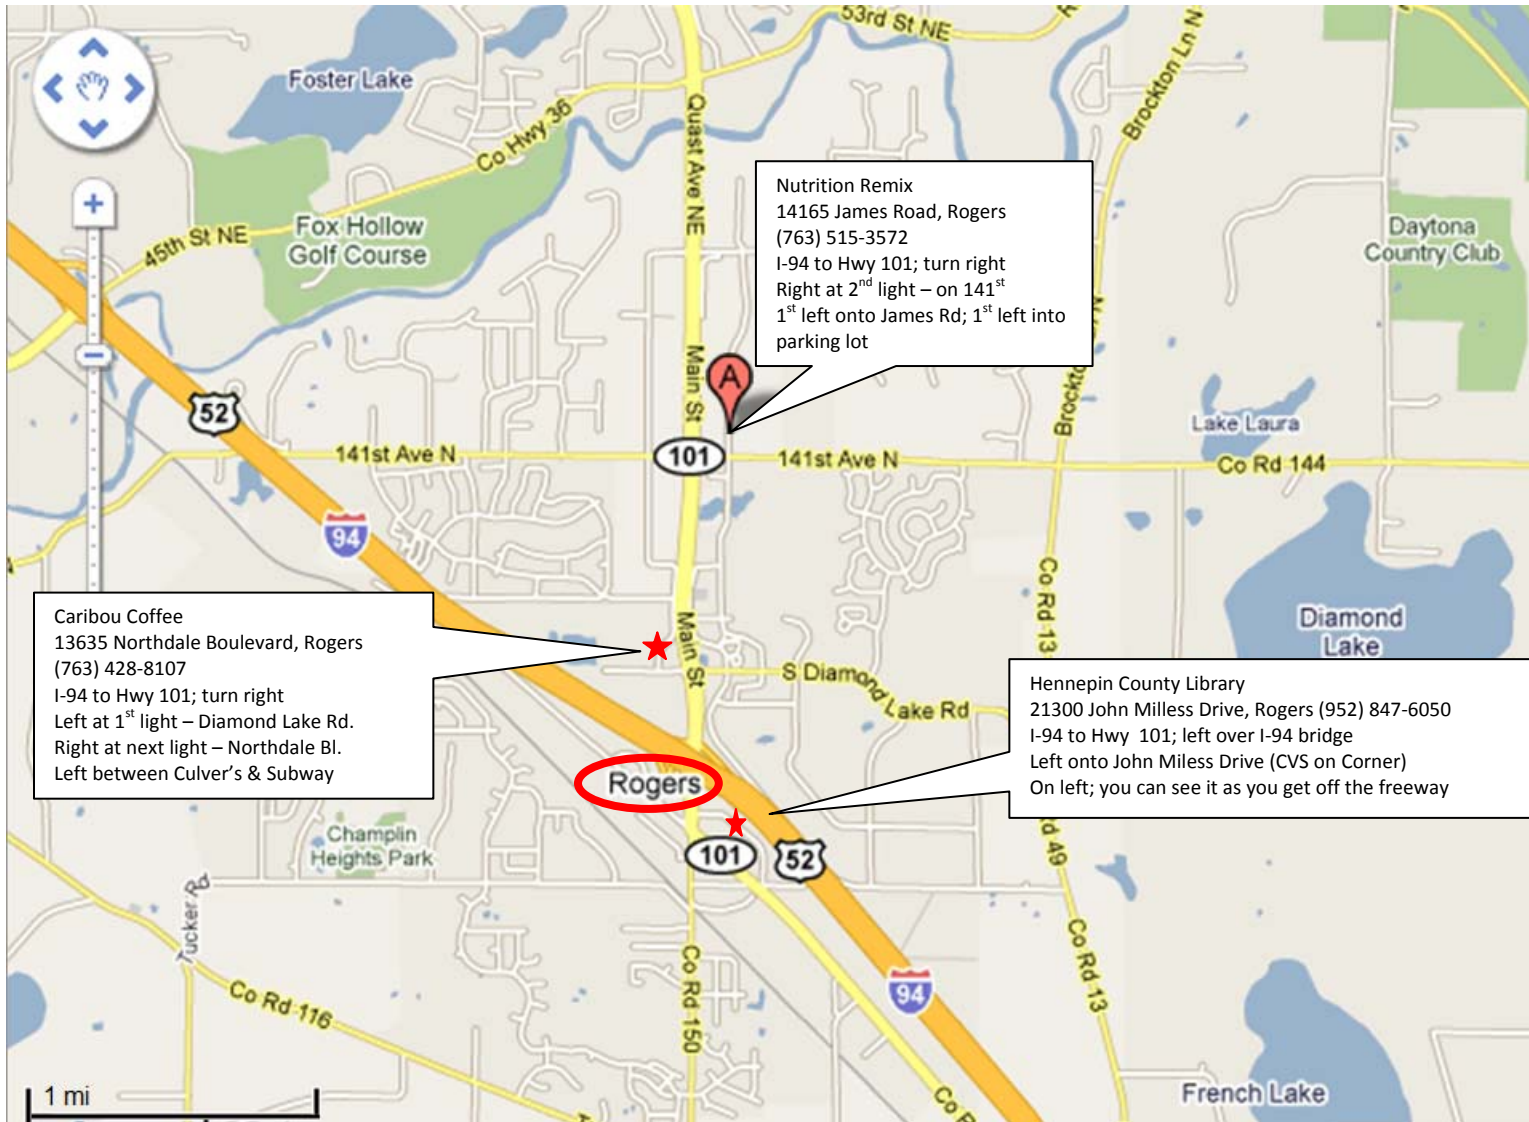 53rd St NE
Foster Lake
Co Hwy 36
Quast Ave NE
Brockton Ln N
Nutrition Remix
14165 James Road, Rogers
(763) 515-3572
I-94 to Hwy 101; turn right
Right at 2nd light – on 141st
1st left onto James Rd; 1st left into
parking lot
Fox Hollow
Golf Course
45th St NE
Daytona
Country Club
Main St
A
52
Lake Laura
141st Ave N
101
141st Ave N
Co Rd 144
94
Co Rd 13
Caribou Coffee
13635 Northdale Boulevard, Rogers
(763) 428-8107
I-94 to Hwy 101; turn right
Left at 1st light – Diamond Lake Rd.
Right at next light – Northdale Bl.
Left between Culver's & Subway
Main St
Diamond
Lake
S Diamond Lake Rd
Hennepin County Library
21300 John Milless Drive, Rogers (952) 847-6050
I-94 to Hwy 101; left over I-94 bridge
Left onto John Miless Drive (CVS on Corner)
On left; you can see it as you get off the freeway
Rogers
Champlin
Heights Park
101
52
Rd 49
Tucker Rd
Co Rd 116
Co Rd 150
94
Co Rd 13
French Lake
1 mi